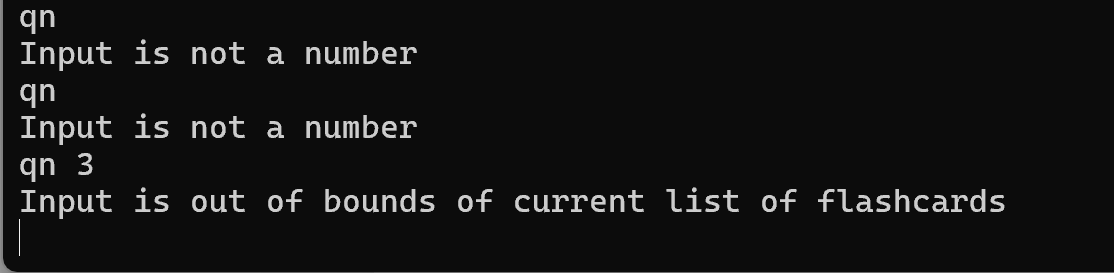 qn
Input is not a number
qn
Input is not a number
qn 3
Input is out of bounds of current list of flashcards